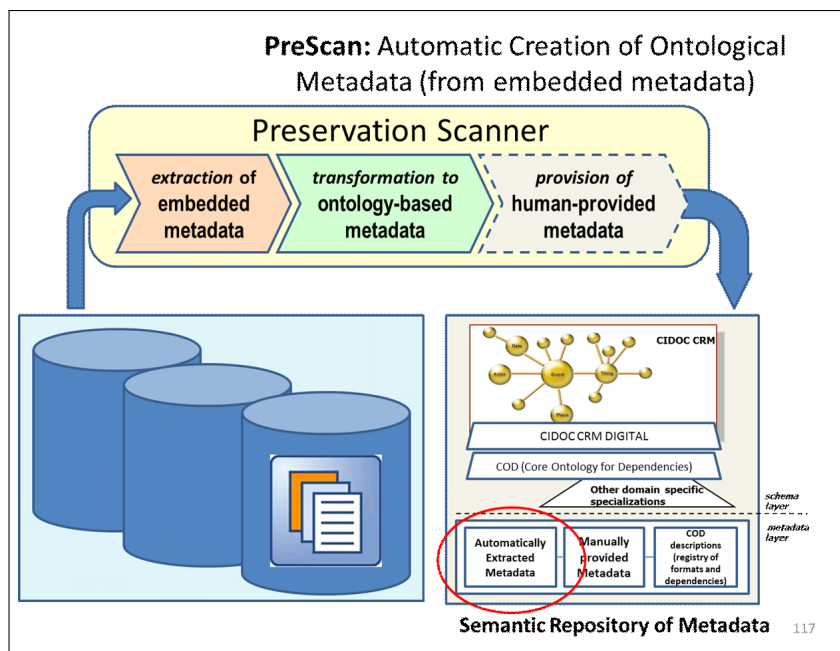 PreScan: Automatic Creation of Ontological
Metadata (from embedded metadata)
Preservation Scanner
extraction of
embedded
metadata
transformation to
ontology-based
metadata
provision of
human-provided
metadata
CIDOC CRM
Date
Actor
Event
Thing
Place
CIDOC CRM DIGITAL
COD (Core Ontology for Dependencies)
Other domain specific
specializations
schema
layer
metadata
layer
Automatically
Extracted
Metadata
Manually
provided
Metadata
COD
descriptions
(registry of
formats and
dependencies)
Semantic Repository of Metadata
117